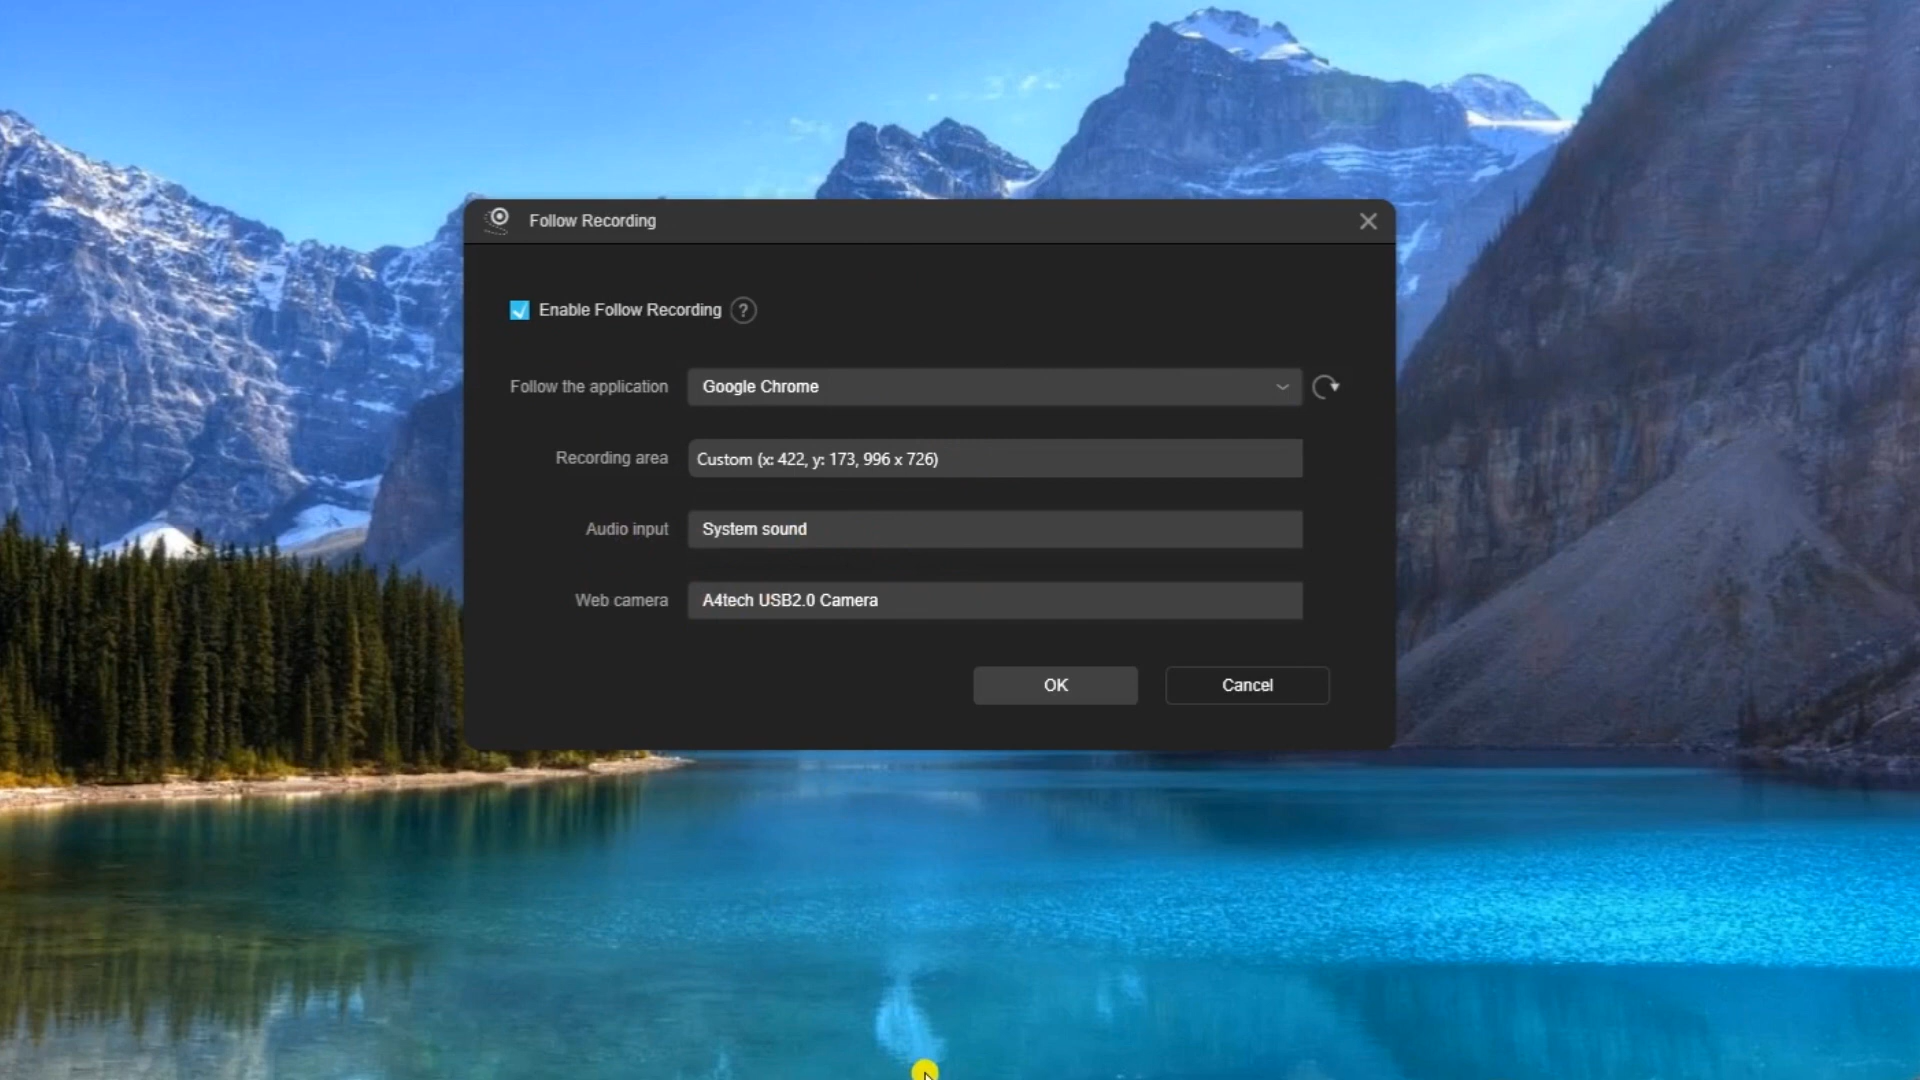 Follow Recording
Enable Follow Recording ?
Follow the application Google Chrome
Recording area Custom (x: 422, y: 173, 996 x 726)
Audio input System sound
Web camera A4tech USB2.0 Camera
OK Cancel